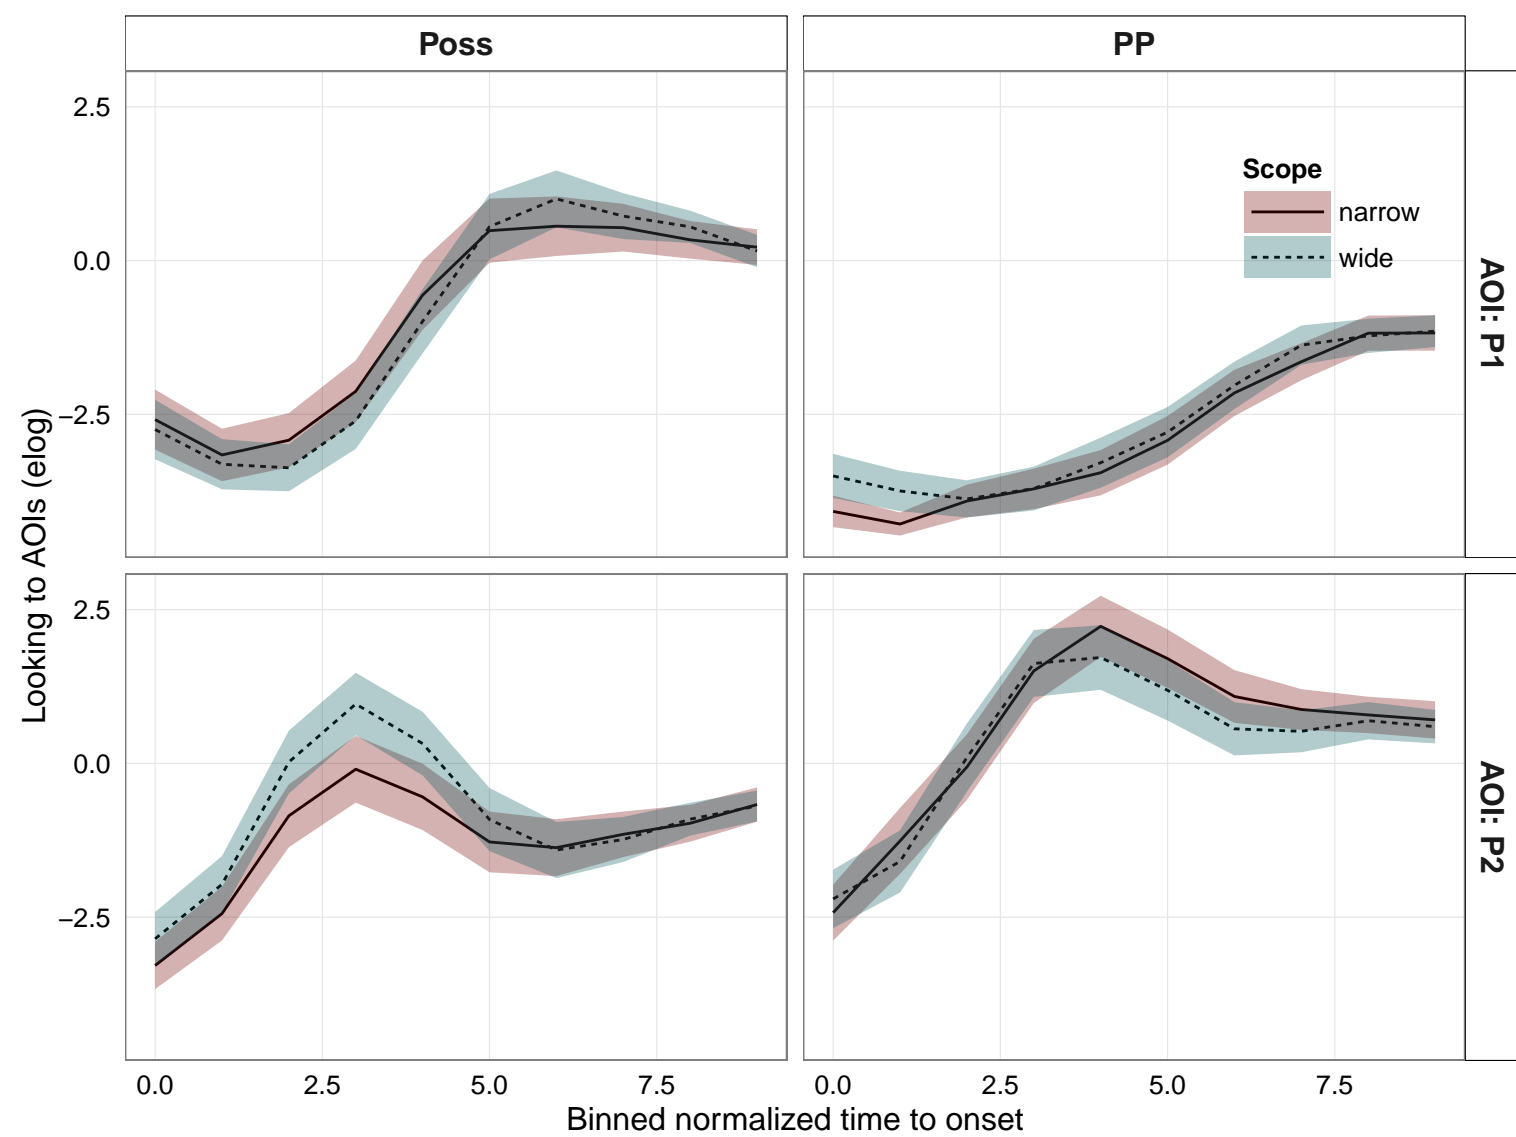 Poss
PP
2.5
0.0
−2.5
Scope
narrow
wide
AOI: P1
Looking to AOIs (elog)
2.5
0.0
−2.5
AOI: P2
0.0 2.5 5.0 7.5
0.0 2.5 5.0 7.5
Binned normalized time to onset